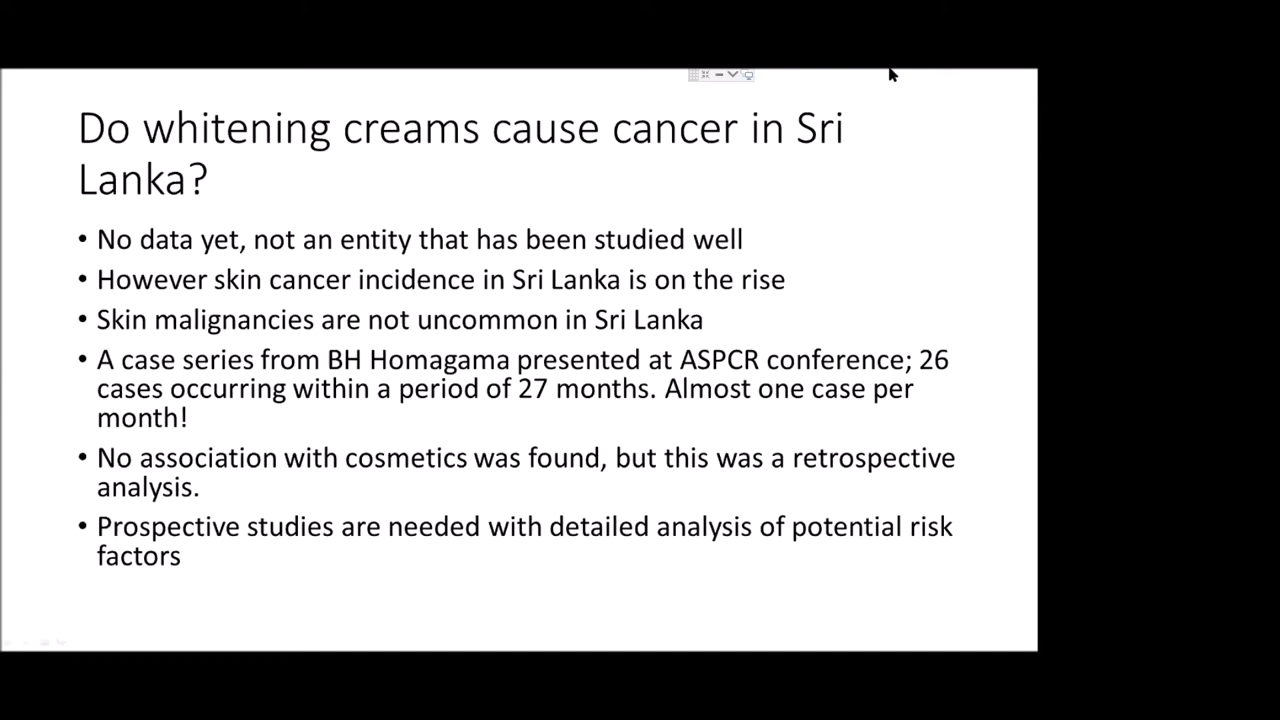 Do whitening creams cause cancer in Sri
Lanka?
• No data yet, not an entity that has been studied well
• However skin cancer incidence in Sri Lanka is on the rise
• Skin malignancies are not uncommon in Sri Lanka
• A case series from BH Homagama presented at ASPCR conference; 26
cases occurring within a period of 27 months. Almost one case per
month!
• No association with cosmetics was found, but this was a retrospective
analysis.
• Prospective studies are needed with detailed analysis of potential risk
factors